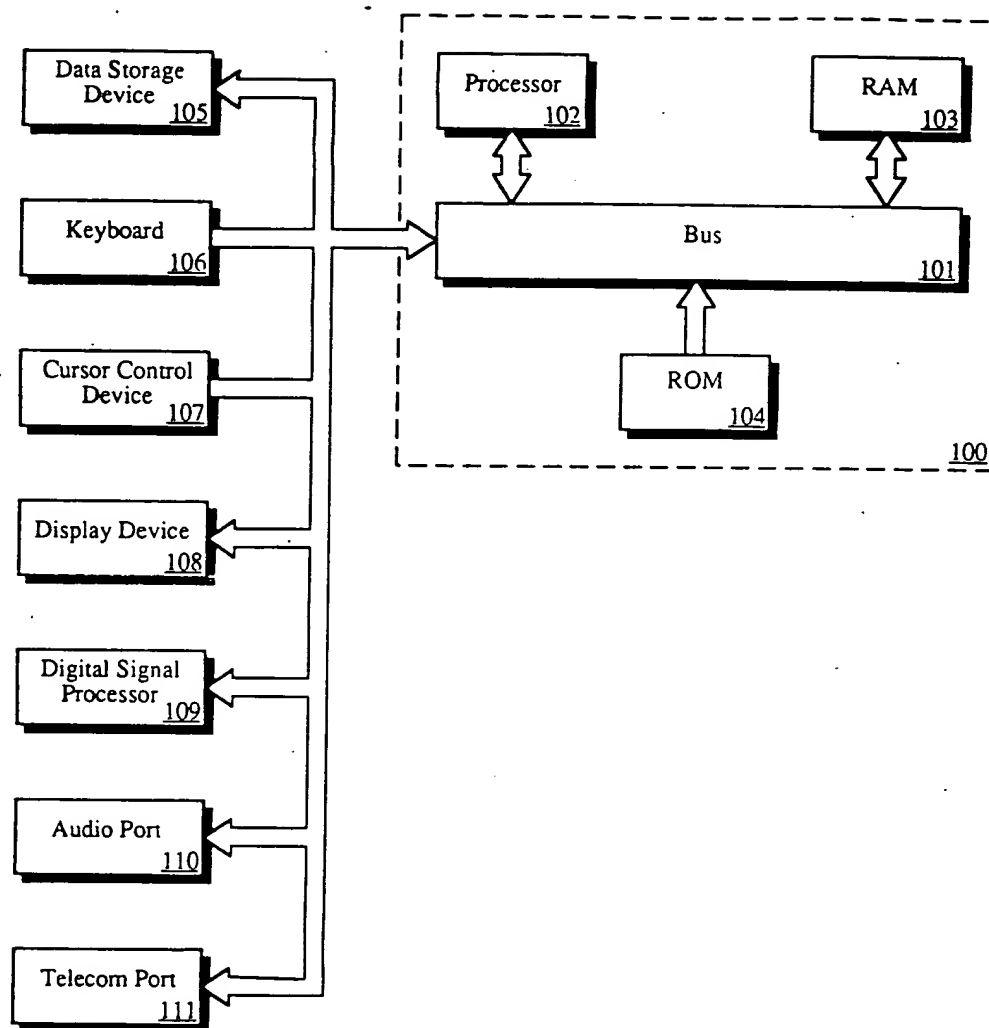 Data Storage
Device
105
Keyboard
106
Cursor Control
Device
107
Display Device
108
Digital Signal
Processor
109
Audio Port
110
Telecom Port
111
Processor
102
RAM
103
Bus
101
ROM
104
100